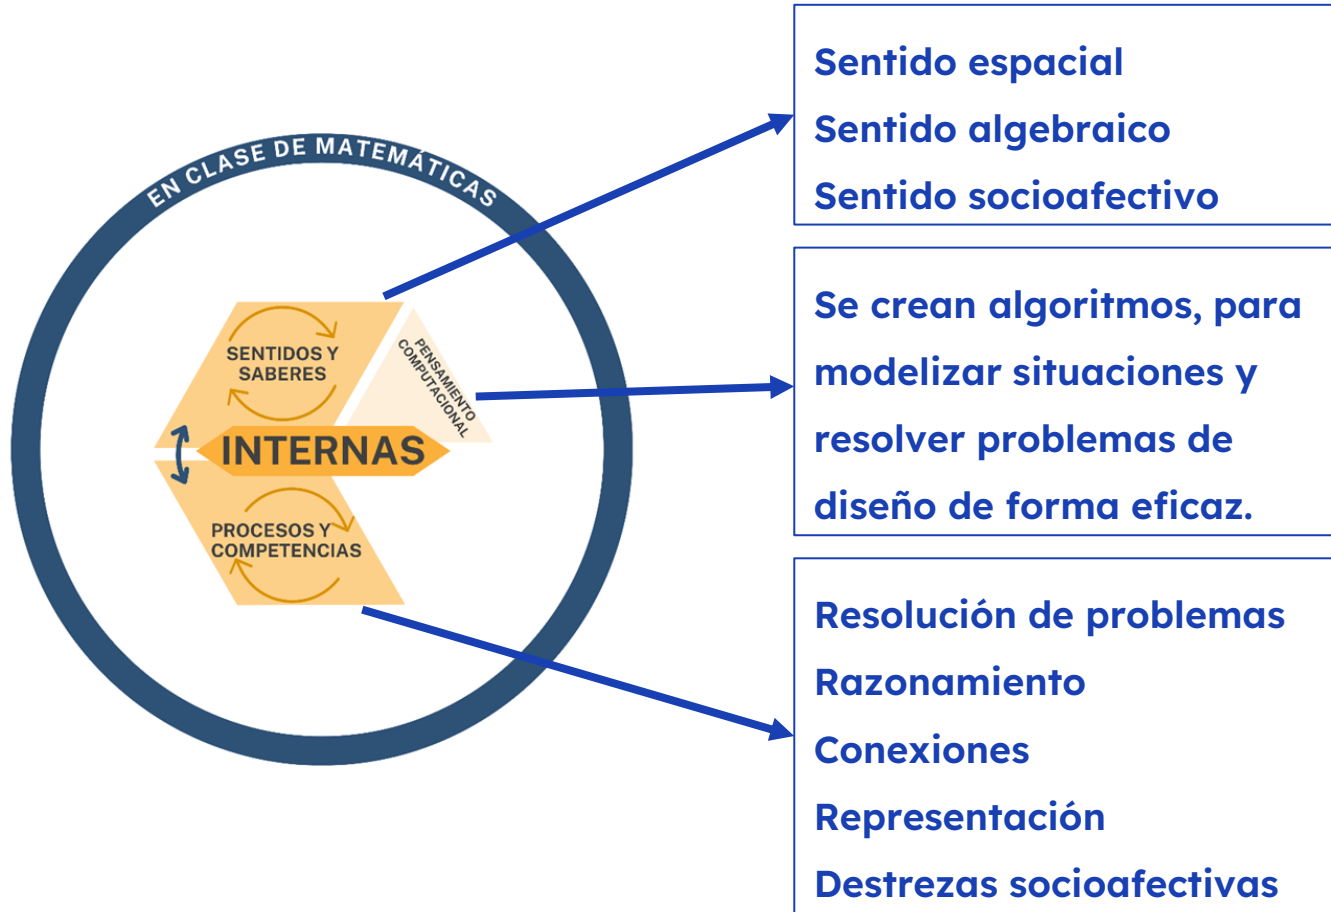 EN CLASE DE MATEMÁTICAS
SENTIDOS Y
SABERES
PENSAMIENTO
COMPUTACIONAL
INTERNAS
PROCESOS Y
COMPETENCIAS
Sentido espacial
Sentido algebraico
Sentido socioafectivo
Se crean algoritmos, para
modelizar situaciones y
resolver problemas de
diseño de forma eficaz.
Resolución de problemas
Razonamiento
Conexiones
Representación
Destrezas socioafectivas